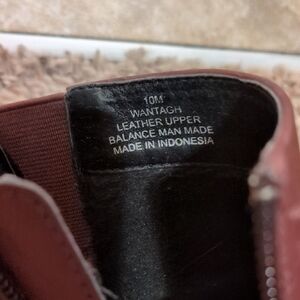 10M
WANTAGH
LEATHER UPPER
BALANCE MAN MADE
MADE IN INDONESIA